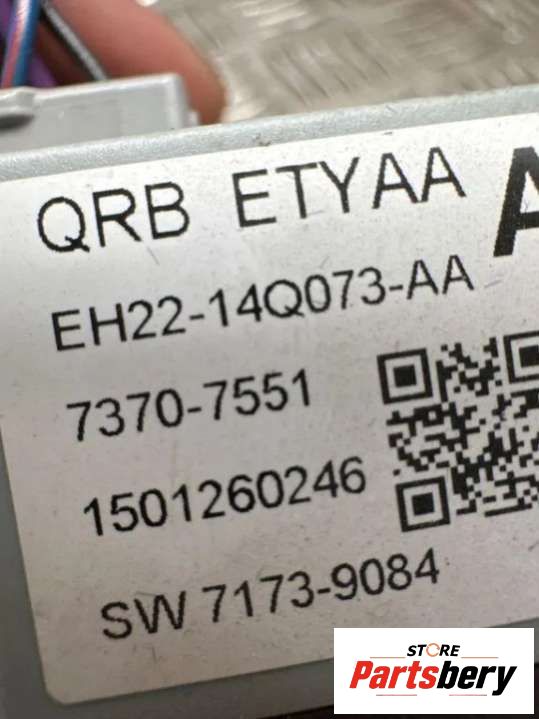 QRB ETYAA
A
EH22-14Q073-AA
7370-7551
1501260246
SW 7173-9084
STORE
Partsbery